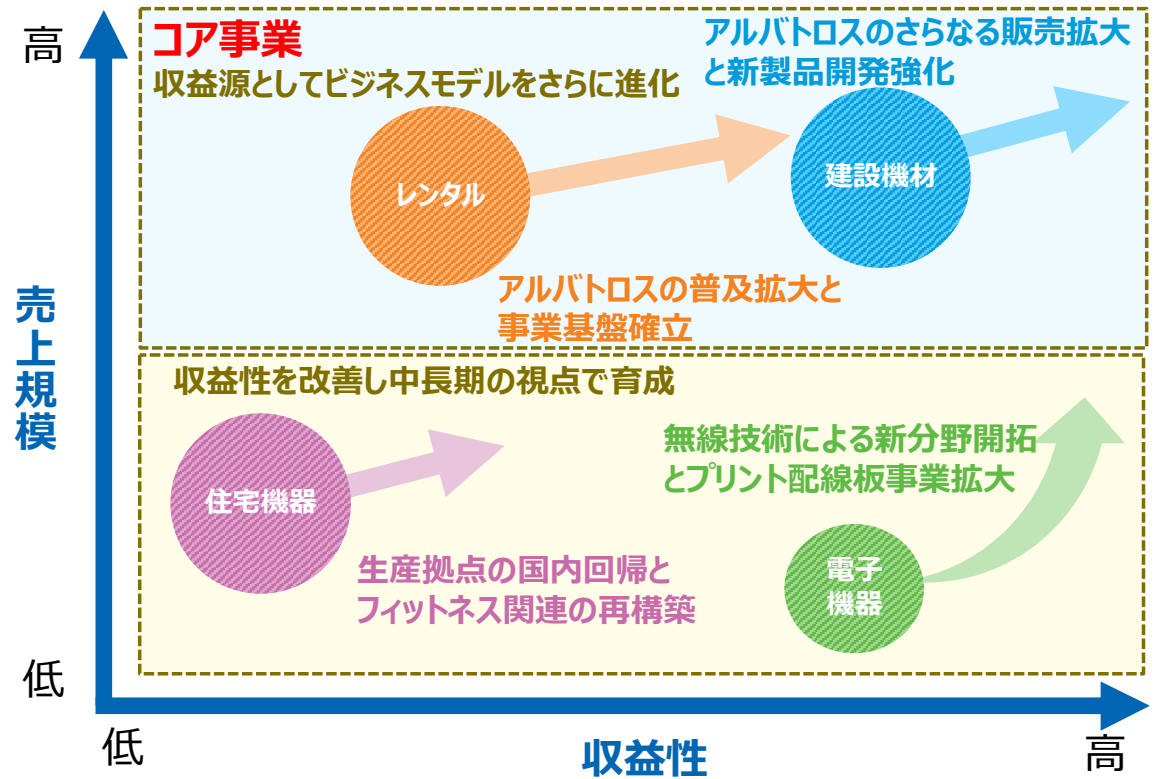 高
コア事業
収益源としてビジネスモデルをさらに進化
アルバトロスのさらなる販売拡大
と新製品開発強化
レンタル
建設機材
アルバトロスの普及拡大と
事業基盤確立
売上規模
収益性を改善し中長期の視点で育成
住宅機器
無線技術による新分野開拓
とプリント配線板事業拡大
生産拠点の国内回帰と
フィットネス関連の再構築
電子
機器
低
低
収益性
高